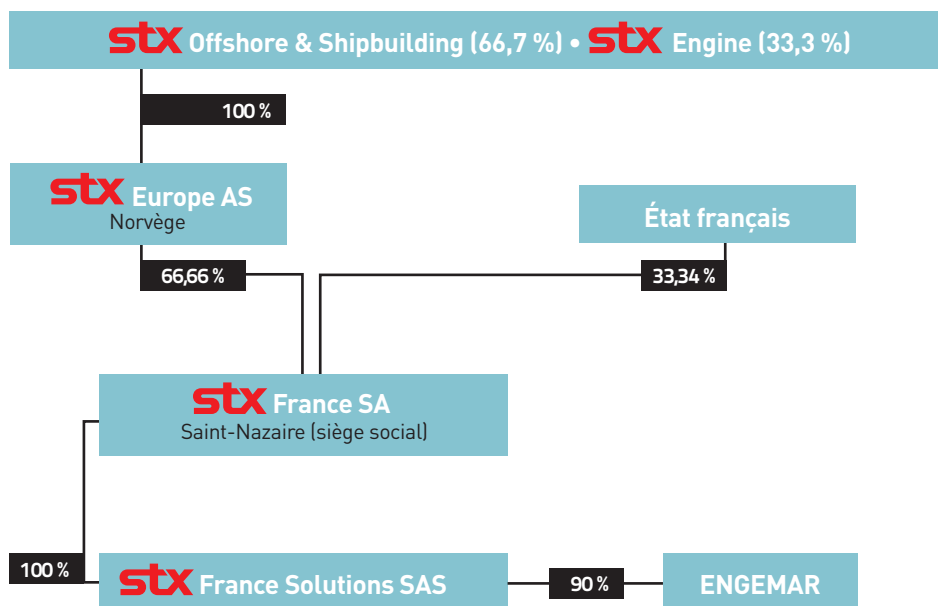 stx Offshore & Shipbuilding (66,7 %) • stx Engine (33,3 %)
100 %
stx Europe AS
Norvège
État français
66,66 %
33,34 %
stx France SA
Saint-Nazaire (siège social)
100 %
stx France Solutions SAS
90 %
ENGEMAR